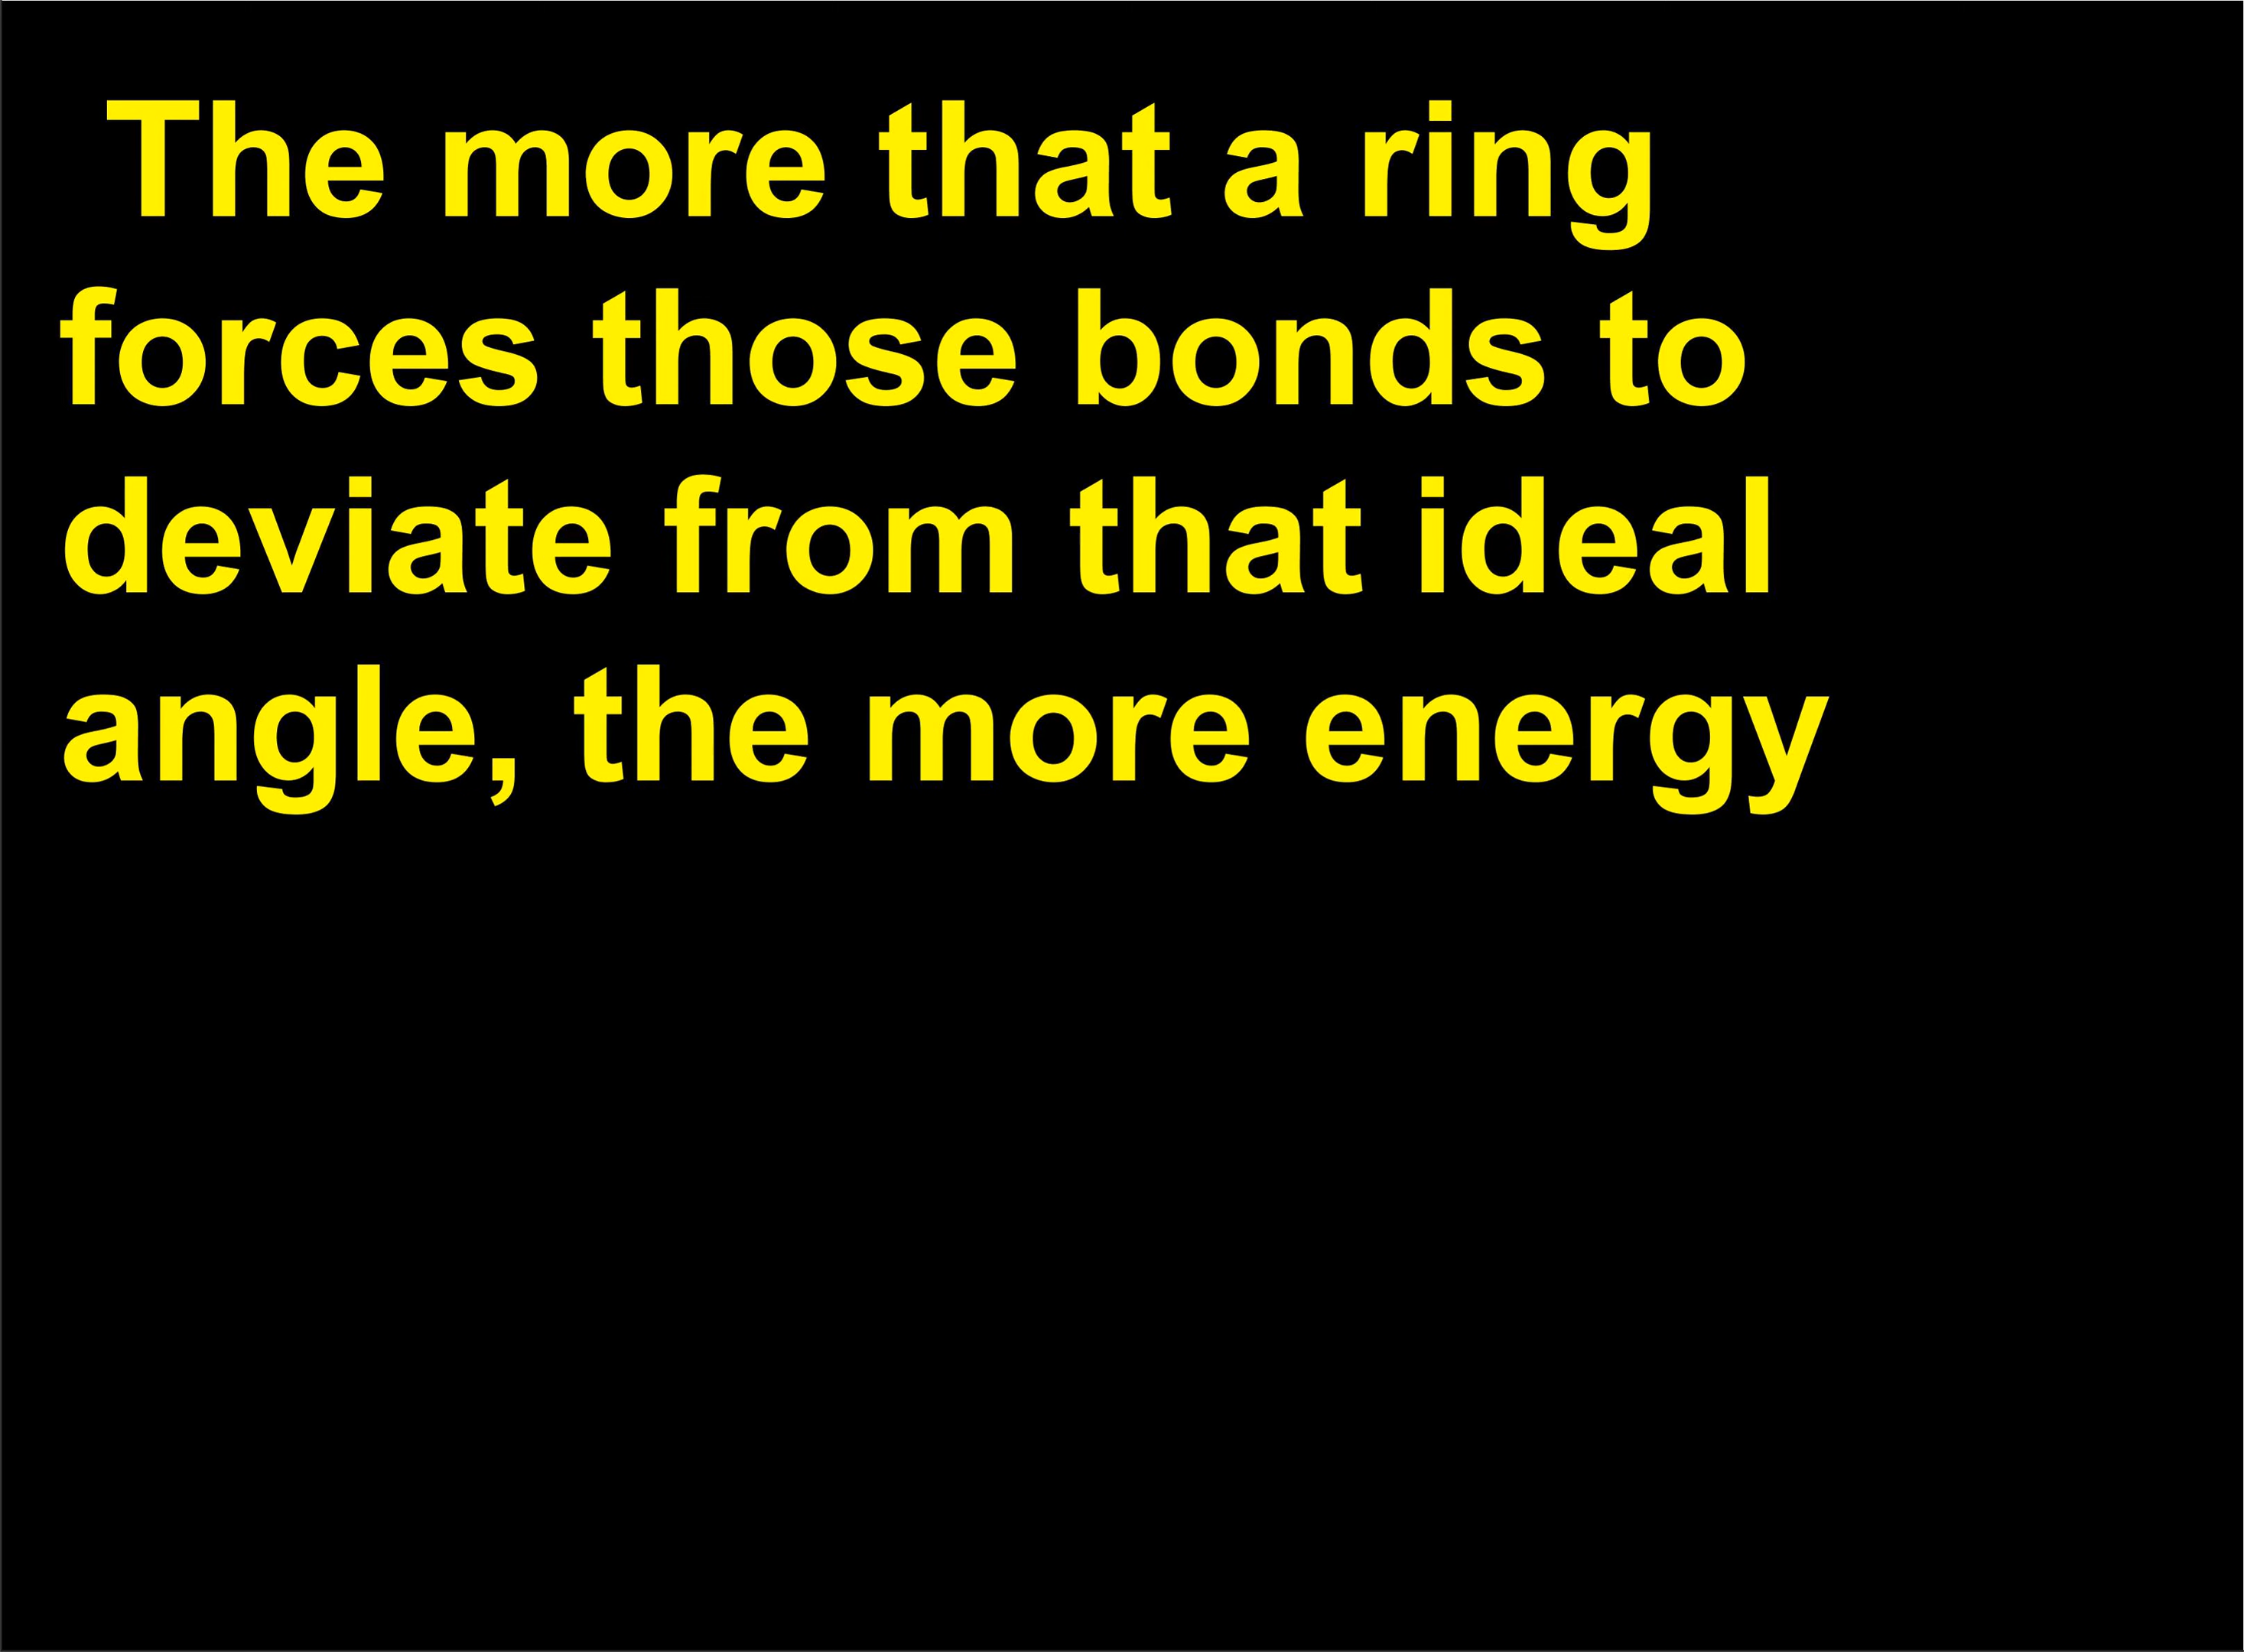 The more that a ring
forces those bonds to
deviate from that ideal
angle, the more energy